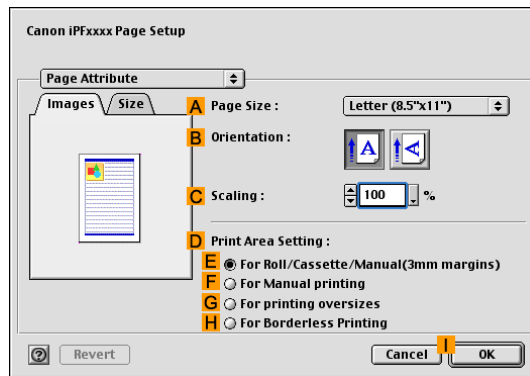 Canon iPFxxxx Page Setup
Page Attribute
Images Size
A Page Size : Letter (8.5"x11")
B Orientation : A A
C Scaling : 100 %
D Print Area Setting :
E For Roll/Cassette/Manual(3mm margins)
F For Manual printing
G For printing oversizes
H For Borderless Printing
? Revert Cancel I OK